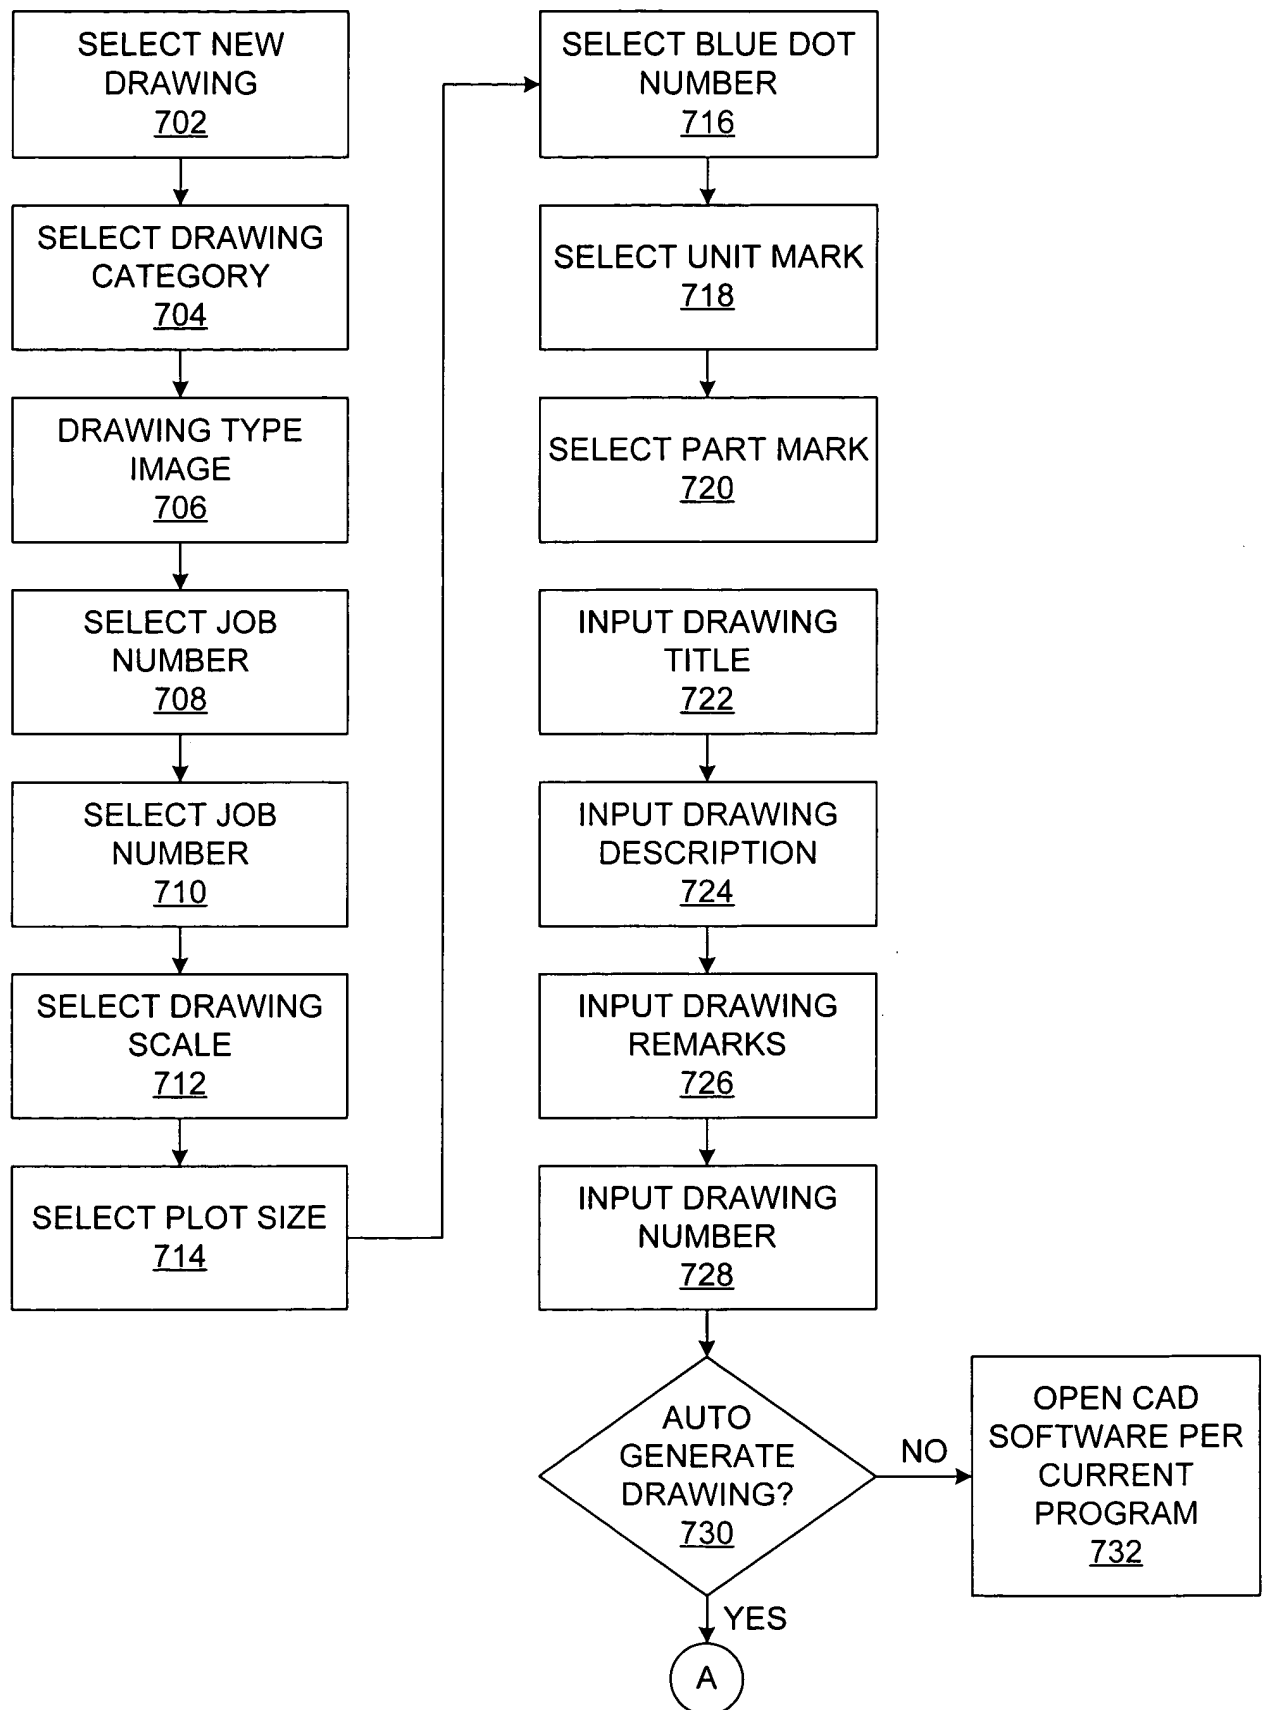 SELECT NEW
DRAWING
702
SELECT DRAWING
CATEGORY
704
DRAWING TYPE
IMAGE
706
SELECT JOB
NUMBER
708
SELECT JOB
NUMBER
710
SELECT DRAWING
SCALE
712
SELECT PLOT SIZE
714
SELECT BLUE DOT
NUMBER
716
SELECT UNIT MARK
718
SELECT PART MARK
720
INPUT DRAWING
TITLE
722
INPUT DRAWING
DESCRIPTION
724
INPUT DRAWING
REMARKS
726
INPUT DRAWING
NUMBER
728
AUTO
GENERATE
DRAWING?
730
NO
OPEN CAD
SOFTWARE PER
CURRENT
PROGRAM
732
YES
A